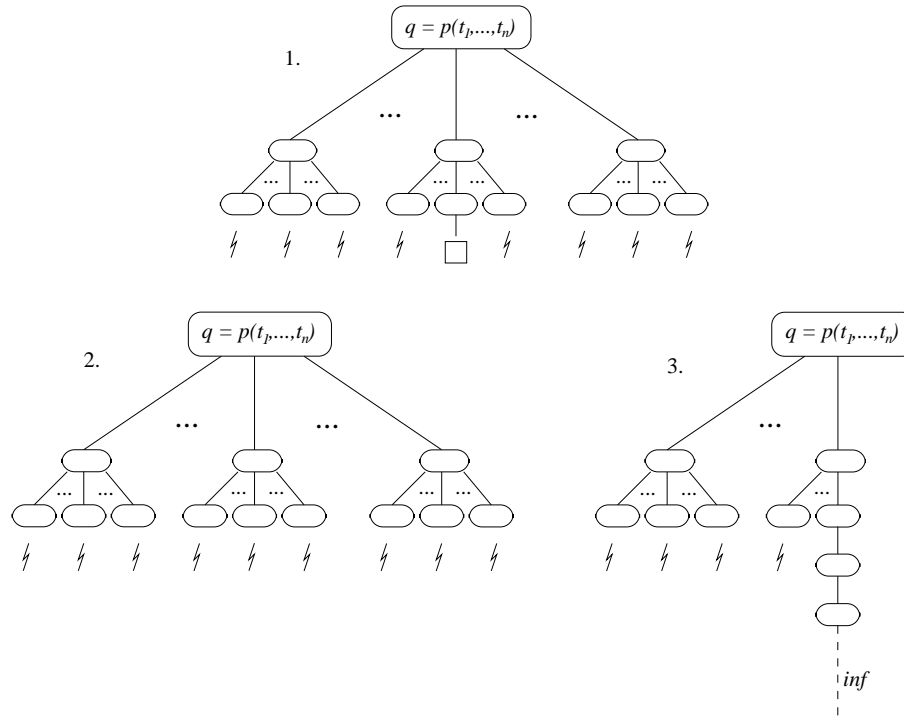 q = p(t1,...,tn)
1.
... ...
... ... ... ... ... ...
q = p(t1,...,tn) q = p(t1,...,tn)
2. 3.
... ... ...
... ... ... ... ... ... ... ... ...
inf